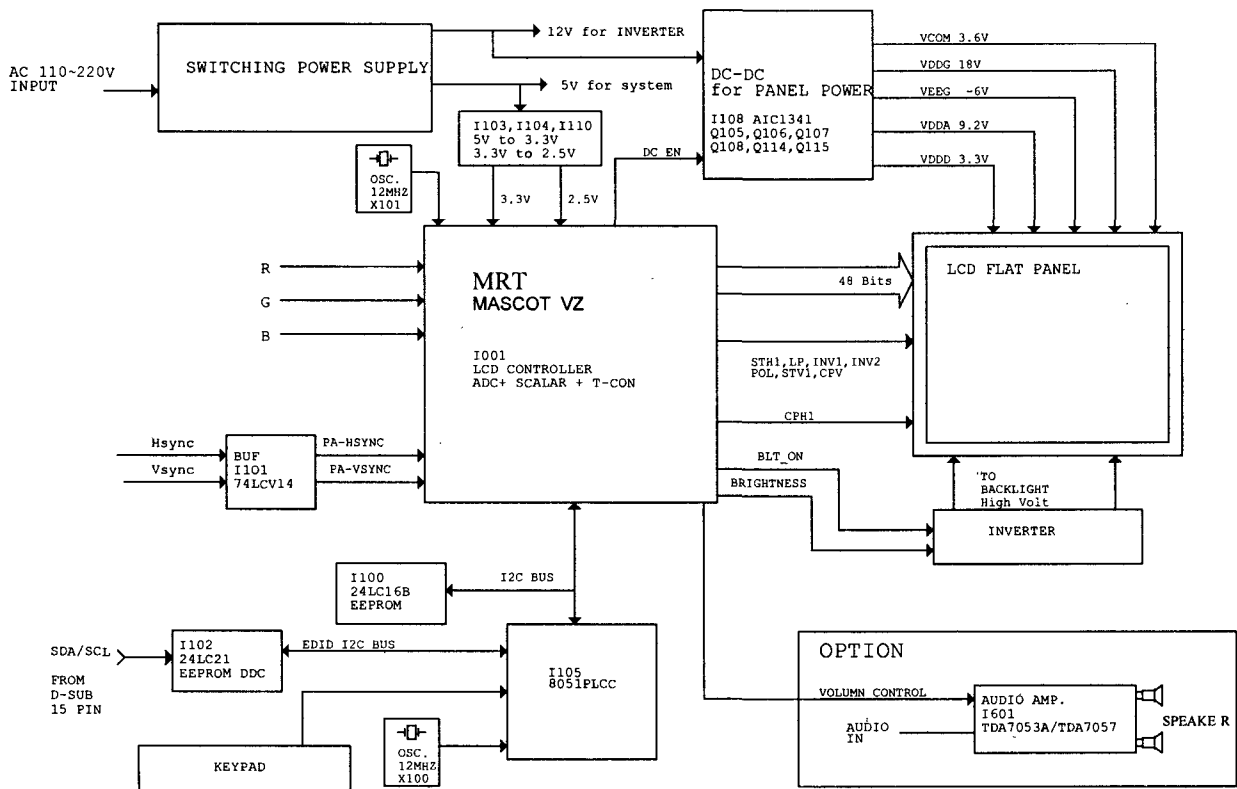 AC 110~220V
INPUT
SWITCHING POWER SUPPLY
12V for INVERTER
5V for system
I103,I104,I110
5V to 3.3V
3.3V to 2.5V
DC-DC
for PANEL POWER
I108 AIC1341
Q105,Q106,Q107
Q108,Q114,Q115
VCOM 3.6V
VDDG 18V
VEEG -6V
VDDA 9.2V
VDDD 3.3V
DC EN
OSC.
12MHZ
X101
3.3V
2.5V
R
G
B
MRT
MASCOT VZ
I001
LCD CONTROLLER
ADC+ SCALAR + T-CON
48 Bits
STH1,LP,INV1,INV2
POL,STV1,CPV
CPH1
BLT_ON
BRIGHTNESS
LCD FLAT PANEL
TO
BACKLIGHT
High Volt
INVERTER
Hsync
Vsync
BUF
I101
74LCV14
PA-HSYNC
PA-VSYNC
I100
24LC16B
EEPROM
I2C BUS
SDA/SCL
FROM
D-SUB
15 PIN
I102
24LC21
EEPROM DDC
EDID I2C BUS
I105
8051PLCC
OSC.
12MHZ
X100
KEYPAD
OPTION
VOLUMN CONTROL
AUDIO
IN
AUDIO AMP.
I601
TDA7053A/TDA7057
SPEAKE R